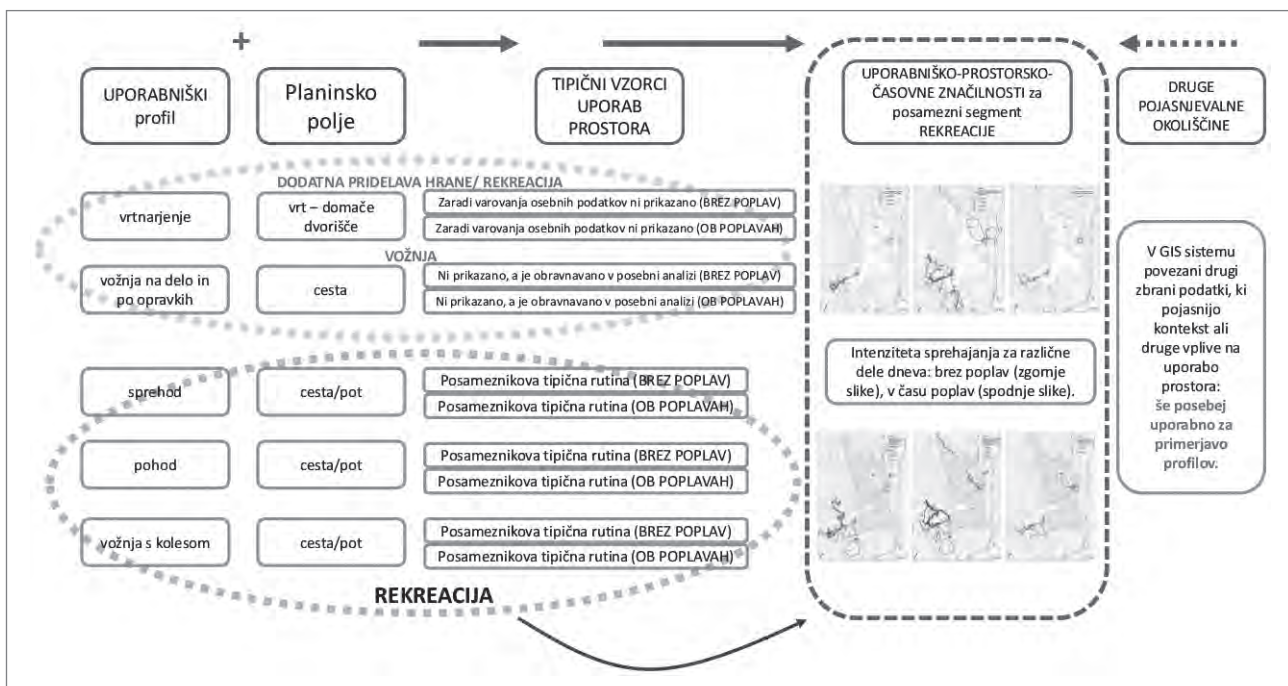 +
UPORABNIŠKI
profil
Planinsko
polje
TIPIČNI VZORCI
UPORAB
PROSTORA
UPORABNIŠKO-PROSTORSKO-
ČASOVNE ZNAČILNOSTI za
posamezni segment
REKREACIJE
DRUGE
POJASNJEVALNE
OKOLIŠČINE
DODATNA PRIDELAVA HRANE/ REKREACIJA
vrtnarjenje
vrt – domače
dvorišče
Zaradi varovanja osebnih podatkov ni prikazano (BREZ POPLAV)
Zaradi varovanja osebnih podatkov ni prikazano (OB POPLAVAH)
VOŽNJA
vožnja na delo in
po opravkih
cesta
Ni prikazano, a je obravnavano v posebni analizi (BREZ POPLAV)
Ni prikazano, a je obravnavano v posebni analizi (OB POPLAVAH)
sprehod
cesta/pot
Posameznikova tipična rutina (BREZ POPLAV)
Posameznikova tipična rutina (OB POPLAVAH)
pohod
cesta/pot
Posameznikova tipična rutina (BREZ POPLAV)
Posameznikova tipična rutina (OB POPLAVAH)
vožnja s kolesom
cesta/pot
Posameznikova tipična rutina (BREZ POPLAV)
Posameznikova tipična rutina (OB POPLAVAH)
REKREACIJA
Intenziteta sprehajanja za različne
dele dneva: brez poplav (zgornje
slike), v času poplav (spodnje slike).
V GIS sistemu
povezani drugi
zbrani podatki, ki
pojasnijo
kontekst ali
druge vplive na
uporabo
prostora:
še posebej
uporabno za
primerjavo
profilov.